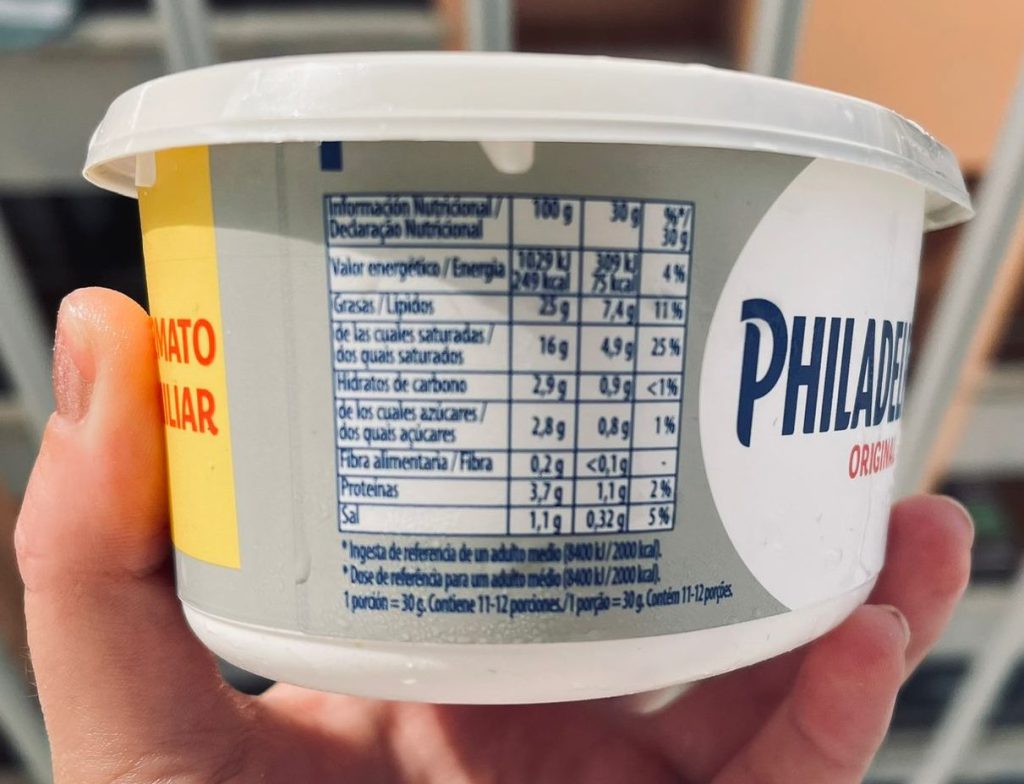 Información Nutricional / 100 g 30 g %*/
Declaração Nutricional 30 g
Valor energético / Energia 1029 kJ 309 kJ 4 %
249 kcal 75 kcal
Grasas / Lípidos 25 g 7,4 g 11 %
de las cuales saturadas /
dos quais saturados 16 g 4,9 g 25 %
Hidratos de carbono 2,9 g 0,9 g <1%
de los cuales azúcares /
dos quais açúcares 2,8 g 0,8 g 1 %
Fibra alimentaria / Fibra 0,2 g <0,1 g -
Proteínas 3,7 g 1,1 g 2 %
Sal 1,1 g 0,32 g 5 %
* Ingesta de referencia de un adulto medio (8400 kJ / 2000 kcal).
* Dose de referência para um adulto médio (8400 kJ / 2000 kcal).
1 porción = 30 g. Contiene 11-12 porciones. / 1 porção = 30 g. Contém 11-12 porções.
MATO
ILIAR
PHILADEL
ORIGINAL